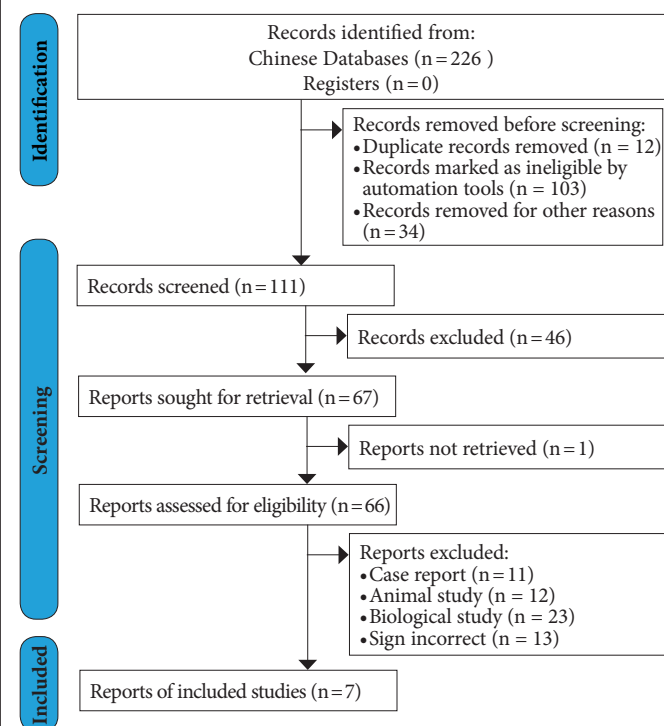 Identification
Records identified from:
Chinese Databases (n=226 )
Registers (n=0)
Records removed before screening:
•Duplicate records removed (n = 12)
•Records marked as ineligible by
automation tools (n = 103)
•Records removed for other reasons
(n=34)
Screening
Records screened (n=111)
Records excluded (n=46)
Reports sought for retrieval (n=67)
Reports not retrieved (n=1)
Reports assessed for eligibility (n=66)
Reports excluded:
•Case report (n=11)
•Animal study (n = 12)
•Biological study (n = 23)
•Sign incorrect (n = 13)
Included
Reports of included studies (n=7)